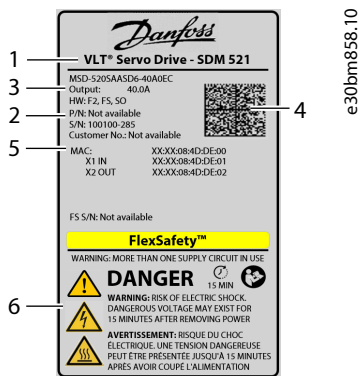 Danfoss
VLT® Servo Drive - SDM 521
MSD-520SAASD6-40A0EC
Output: 40.0A
HW: F2, FS, SO
P/N: Not available
S/N: 100100-285
Customer No.: Not available
MAC: XX:XX:08:4D:DE:00
X1 IN XX:XX:08:4D:DE:01
X2 OUT XX:XX:08:4D:DE:02
FS S/N: Not available
FlexSafety™
WARNING: MORE THAN ONE SUPPLY CIRCUIT IN USE
DANGER
15 MIN
WARNING: RISK OF ELECTRIC SHOCK.
DANGEROUS VOLTAGE MAY EXIST FOR
15 MINUTES AFTER REMOVING POWER
AVERTISSEMENT: RISQUE DU CHOC
ÉLECTRIQUE. UNE TENSION DANGEREUSE
PEUT ÊTRE PRÉSENTÉE JUSQU'À 15 MINUTES
APRÈS AVOIR COUPÉ L'ALIMENTATION
1
3
2
5
6
4
e30bm858.10